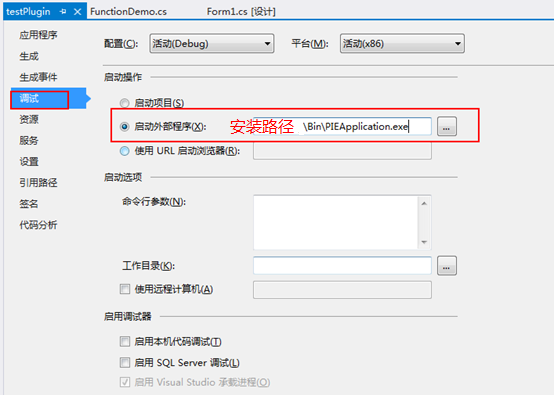 testPlugin FunctionDemo.cs Form1.cs [设计]
应用程序
生成
生成事件
调试
资源
服务
设置
引用路径
签名
代码分析
配置(C): 活动(Debug) 平台(M): 活动(x86)
启动操作
启动项目(S)
启动外部程序(X): 安装路径 \Bin\PIEApplication.exe ...
使用 URL 启动浏览器(R):
启动选项
命令行参数(N):
工作目录(K): ...
使用远程计算机(A)
启用调试器
启用本机代码调试(T)
启用 SQL Server 调试(L)
启用 Visual Studio 承载进程(O)